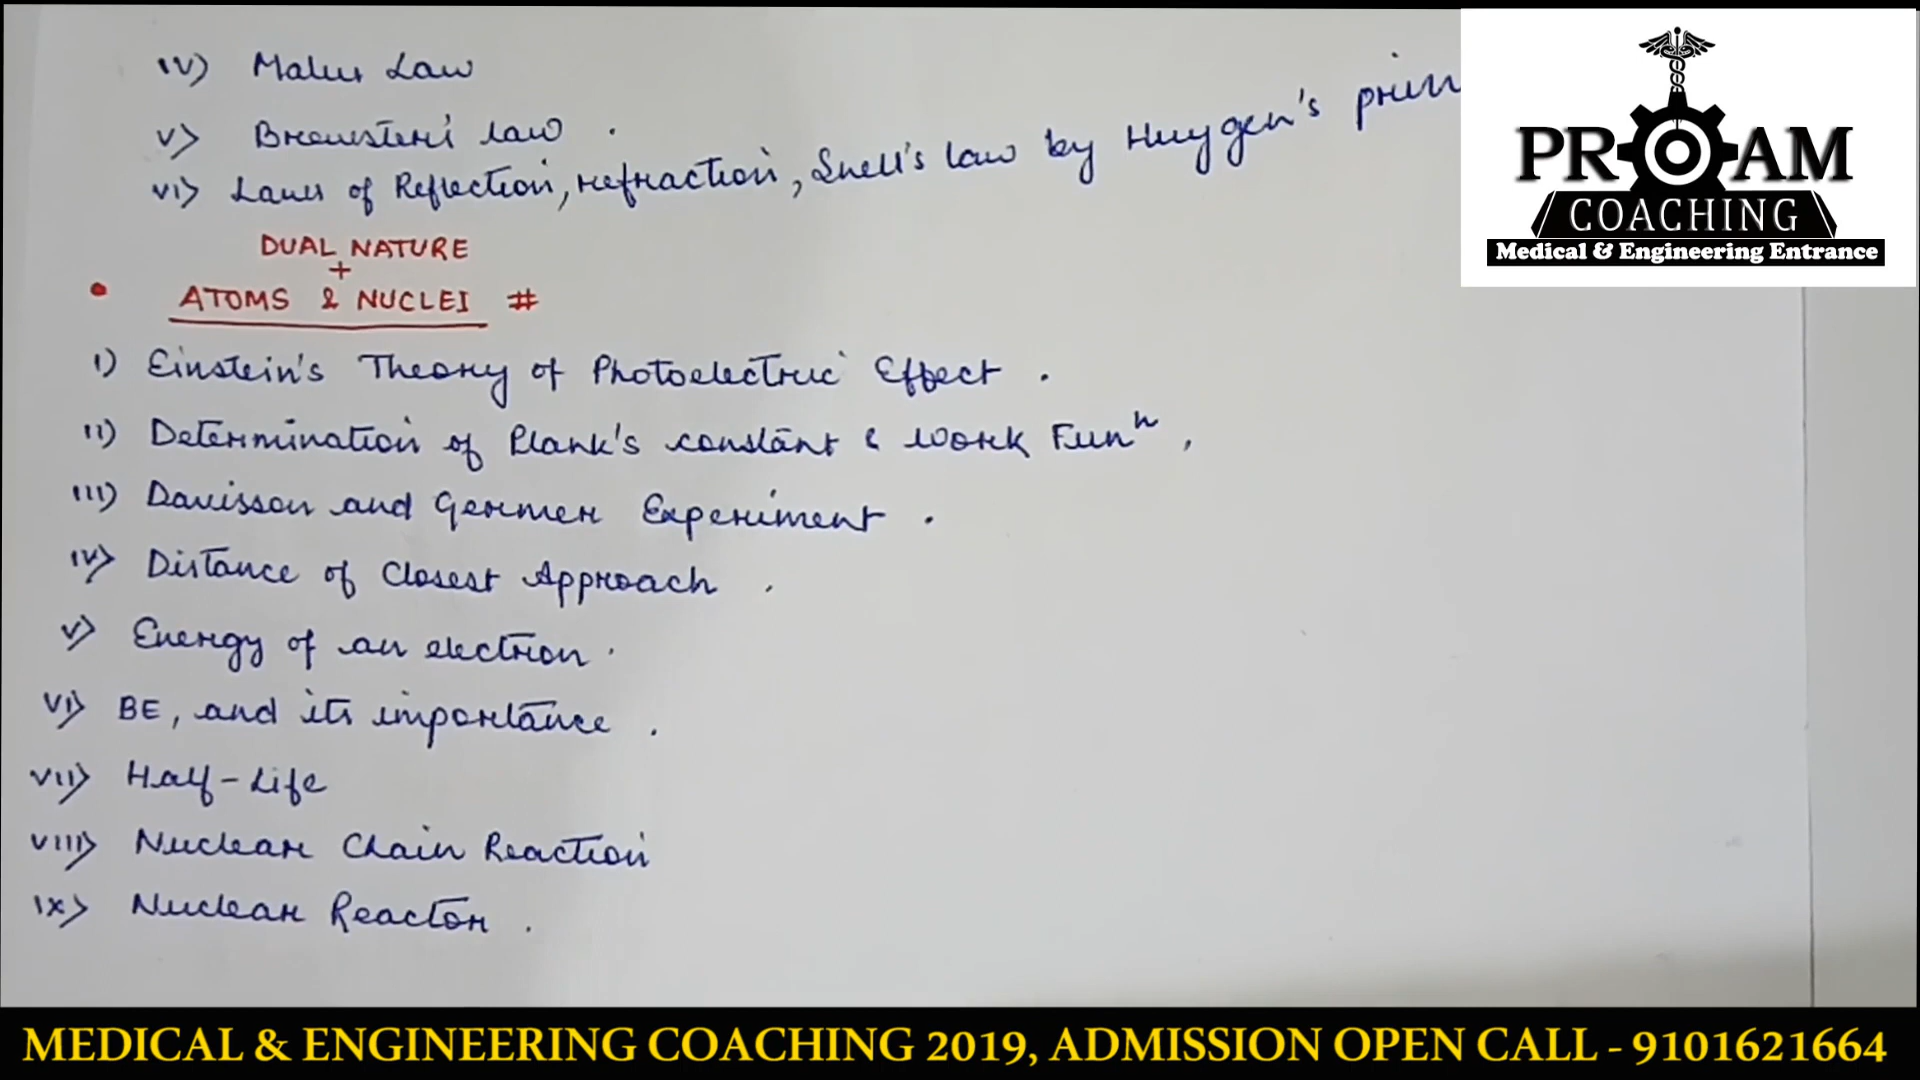 IV) Malus Law
V) Brewster's law .
VI) Laws of Reflection, refraction, Snell's law by Huygen's prin
DUAL NATURE
+
• ATOMS & NUCLEI #
I) Einstein's Theory of Photoelectric Effect .
II) Determination of Plank's constant & work Funⁿ ,
III) Davisson and Germer Experiment .
IV) Distance of Closest Approach .
V) Energy of an electron .
VI) BE, and its importance .
VII) Half-Life
VIII) Nuclear Chain Reaction
IX) Nuclear Reactor .
PROAM
COACHING
Medical & Engineering Entrance
MEDICAL & ENGINEERING COACHING 2019, ADMISSION OPEN CALL - 9101621664